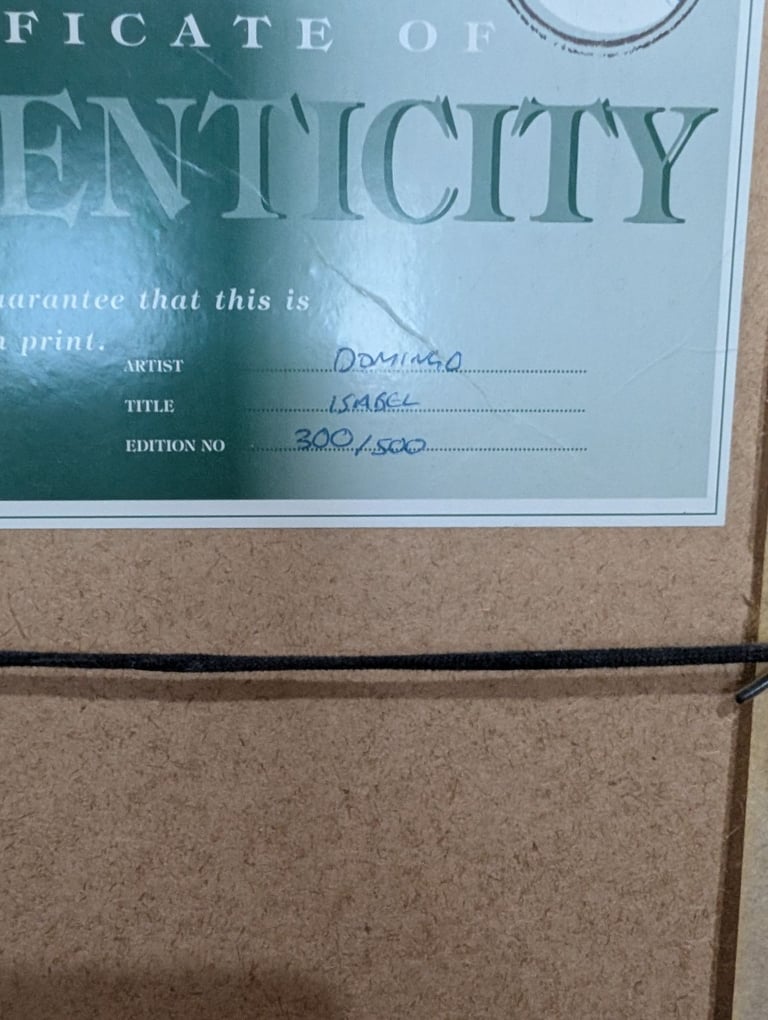 FICATE OF
ENTICITY
uarantee that this is
n print.
ARTIST DOMINGO
TITLE ISABEL
EDITION NO 300/500